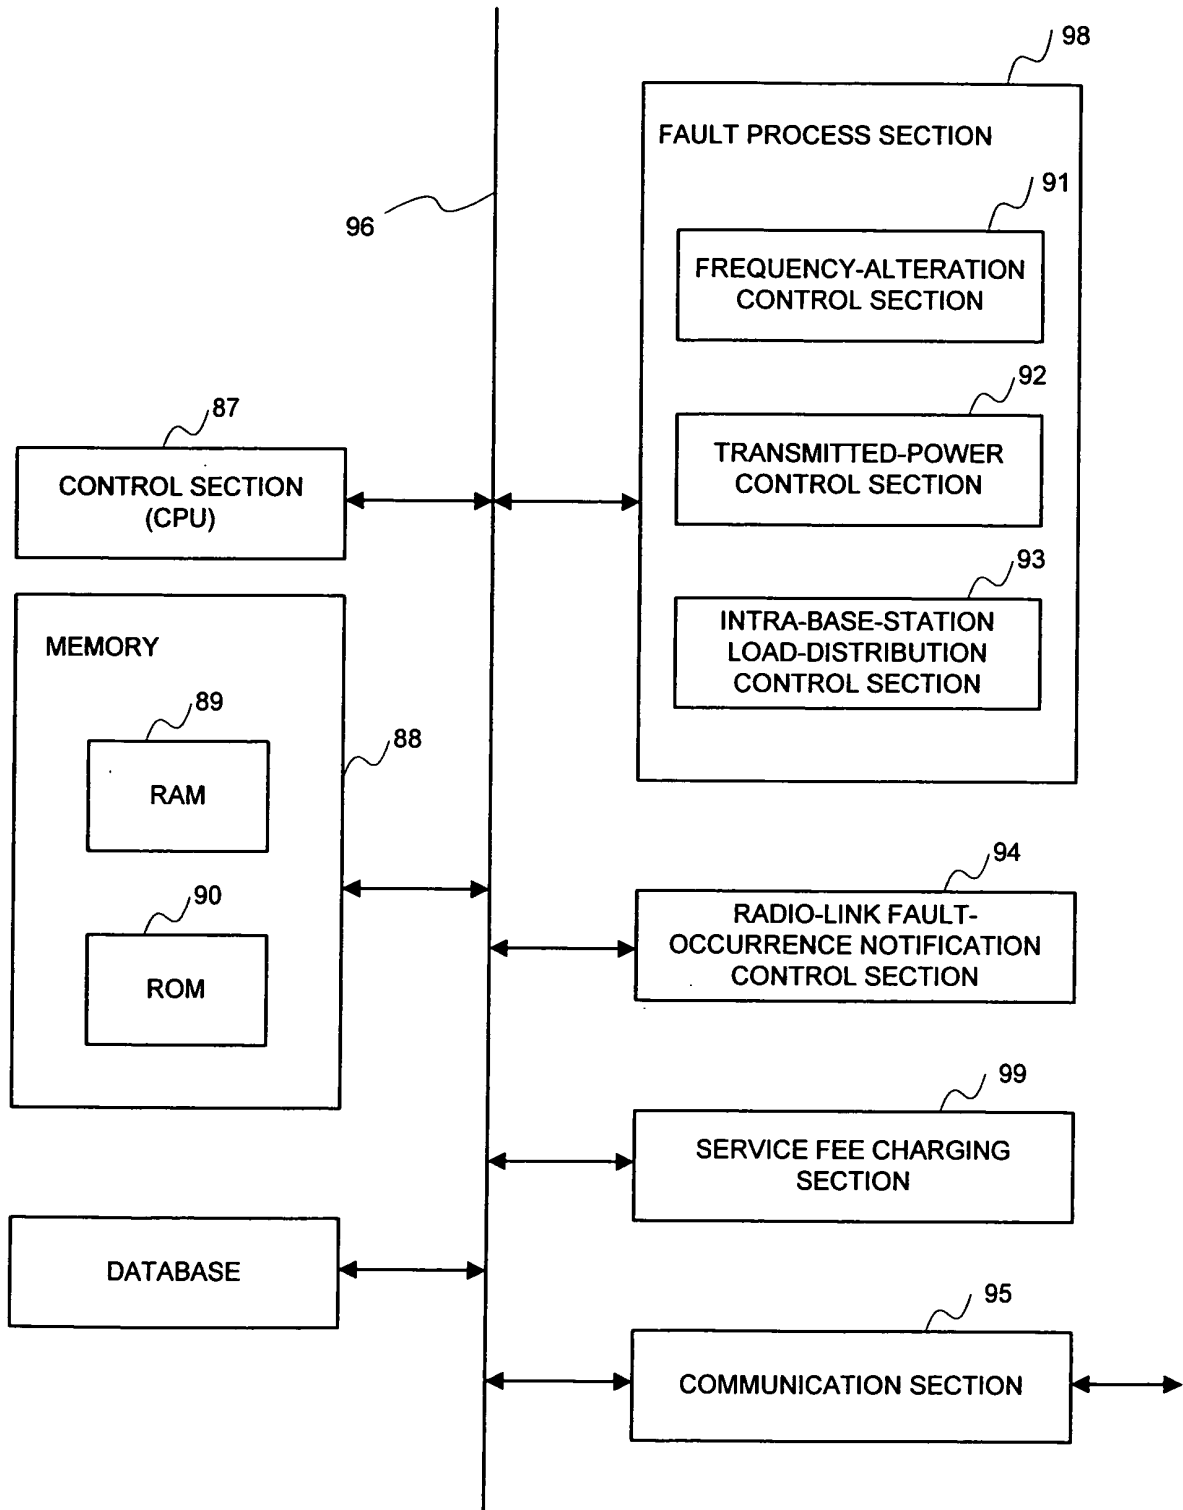 98
FAULT PROCESS SECTION
91
96
FREQUENCY-ALTERATION
CONTROL SECTION
92
87
TRANSMITTED-POWER
CONTROL SECTION
CONTROL SECTION
(CPU)
93
INTRA-BASE-STATION
LOAD-DISTRIBUTION
CONTROL SECTION
MEMORY
89
88
RAM
94
90
RADIO-LINK FAULT-
OCCURRENCE NOTIFICATION
CONTROL SECTION
ROM
99
SERVICE FEE CHARGING
SECTION
DATABASE
95
COMMUNICATION SECTION